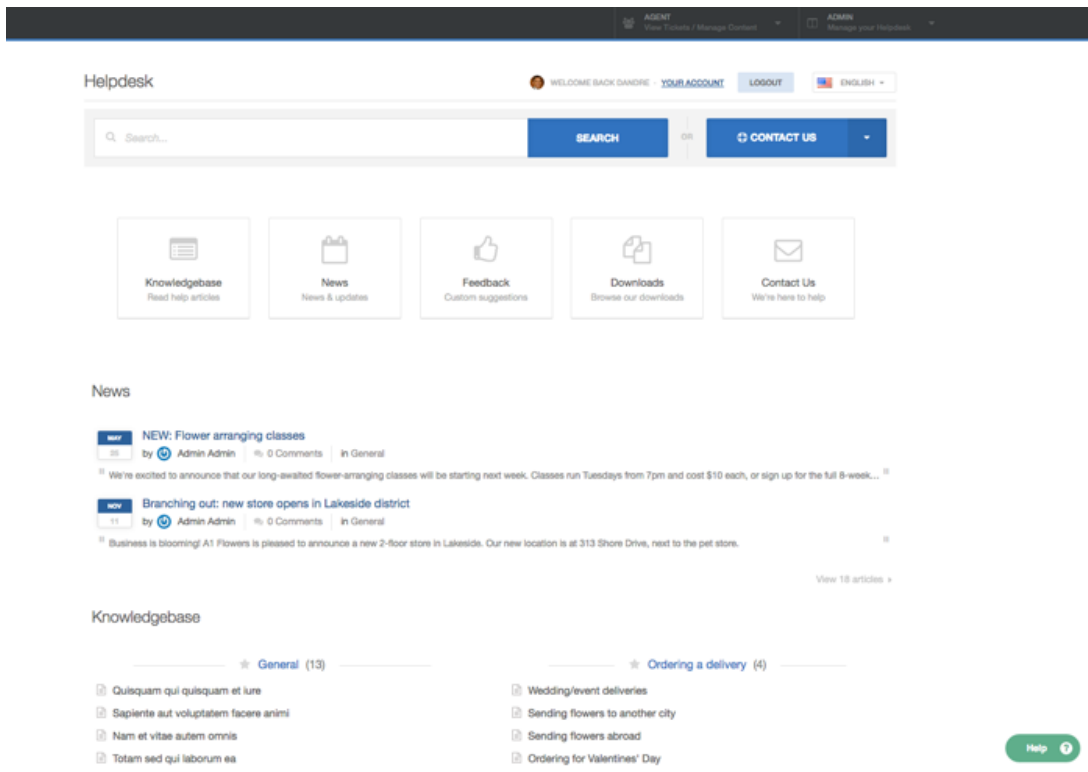 AGENT
View Tickets / Manage Content
ADMIN
Manage your Helpdesk
Helpdesk
WELCOME BACK DANDRE · YOUR ACCOUNT
LOGOUT
ENGLISH
Search...
SEARCH
OR
CONTACT US
Knowledgebase
Read help articles
News
News & updates
Feedback
Custom suggestions
Downloads
Browse our downloads
Contact Us
We're here to help
News
MAY
25
NEW: Flower arranging classes
by Admin Admin 0 Comments in General
We're excited to announce that our long-awaited flower-arranging classes will be starting next week. Classes run Tuesdays from 7pm and cost $10 each, or sign up for the full 8-week...
NOV
11
Branching out: new store opens in Lakeside district
by Admin Admin 0 Comments in General
Business is blooming! A1 Flowers is pleased to announce a new 2-floor store in Lakeside. Our new location is at 313 Shore Drive, next to the pet store.
View 18 articles
Knowledgebase
General (13)
Quisquam qui quisquam et iure
Sapiente aut voluptatem facere animi
Nam et vitae autem omnis
Totam sed qui laborum ea
Ordering a delivery (4)
Wedding/event deliveries
Sending flowers to another city
Sending flowers abroad
Ordering for Valentines' Day
Help